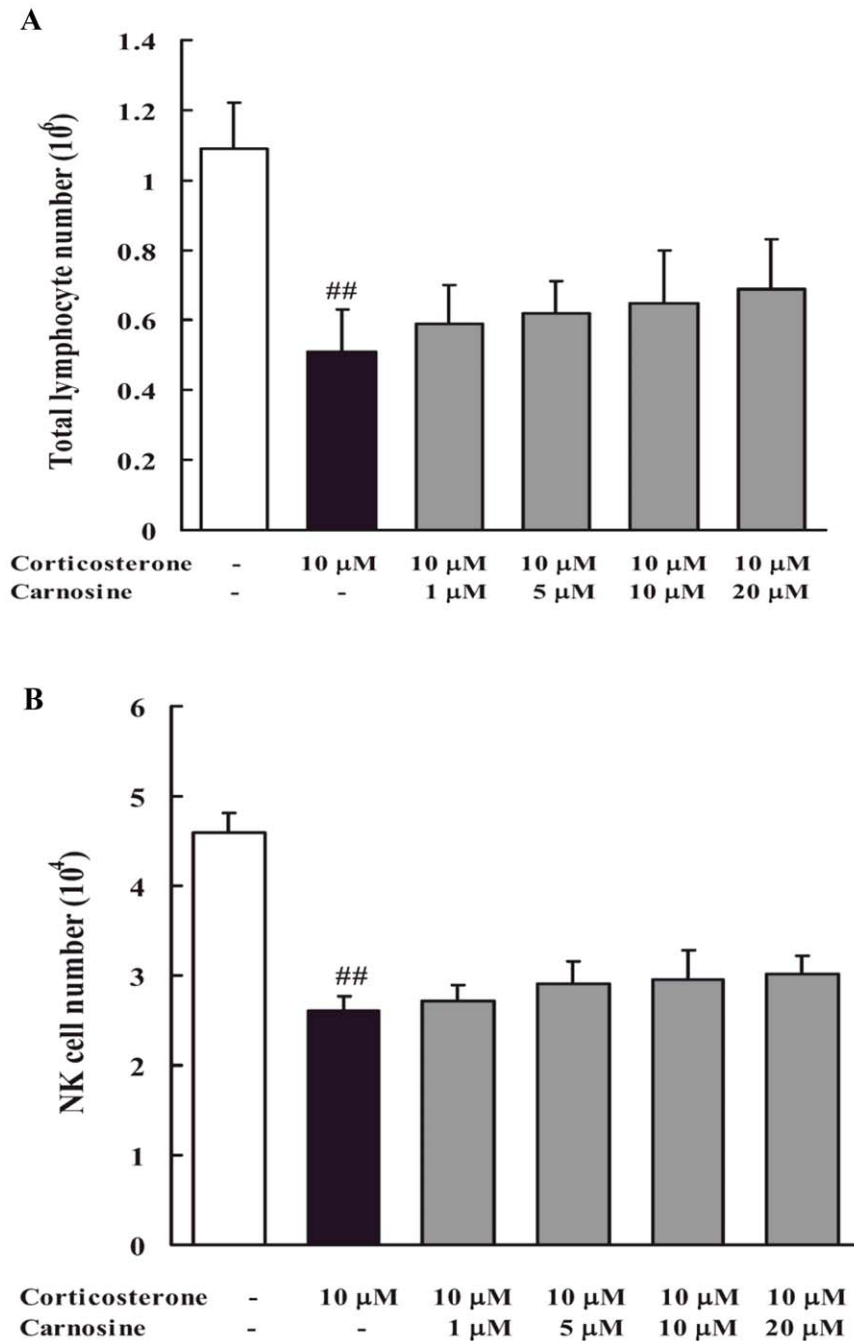 A
Total lymphocyte number (10⁶)
1.4
1.2
1
0.8
0.6
0.4
0.2
0
##
Corticosterone - 10 μM 10 μM 10 μM 10 μM 10 μM
Carnosine - - 1 μM 5 μM 10 μM 20 μM
B
NK cell number (10⁴)
6
5
4
3
2
1
0
##
Corticosterone - 10 μM 10 μM 10 μM 10 μM 10 μM
Carnosine - - 1 μM 5 μM 10 μM 20 μM